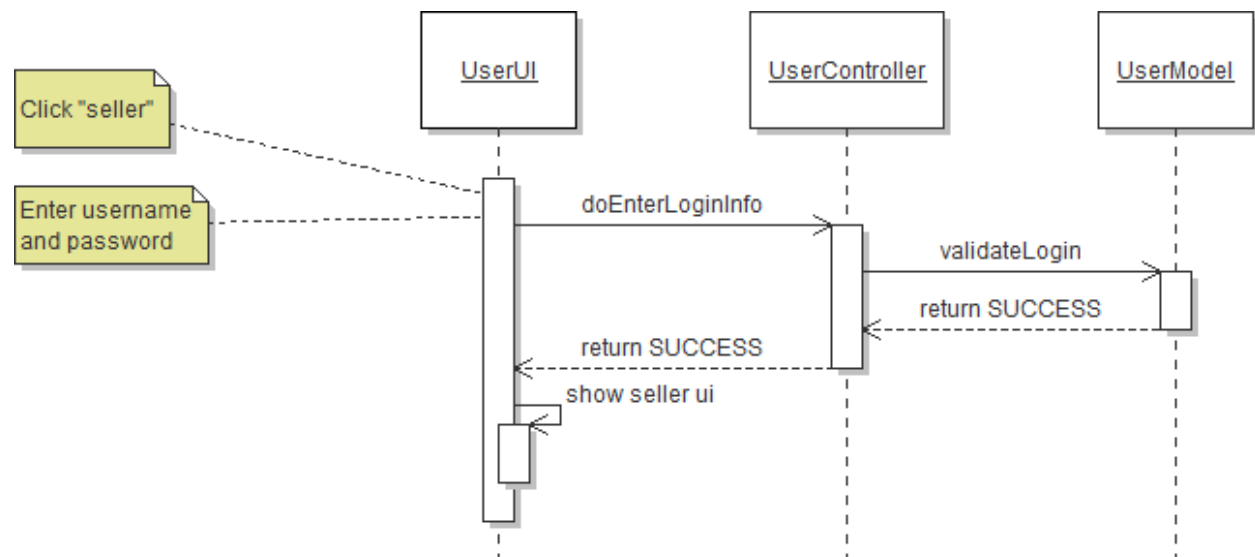 UserUI
UserController
UserModel
Click "seller"
Enter username
and password
doEnterLoginInfo
validateLogin
return SUCCESS
return SUCCESS
show seller ui